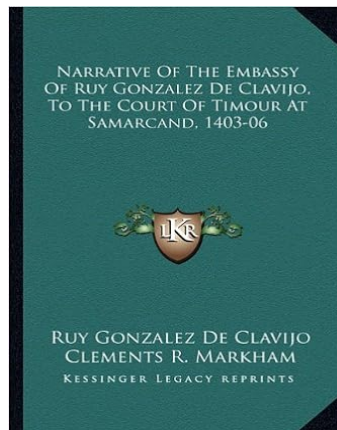 Narrative Of The Embassy
Of Ruy Gonzalez De Clavijo,
To The Court Of Timour At
Samarcand, 1403-06
LKR
Ruy Gonzalez De Clavijo
Clements R. Markham
Kessinger Legacy Reprints